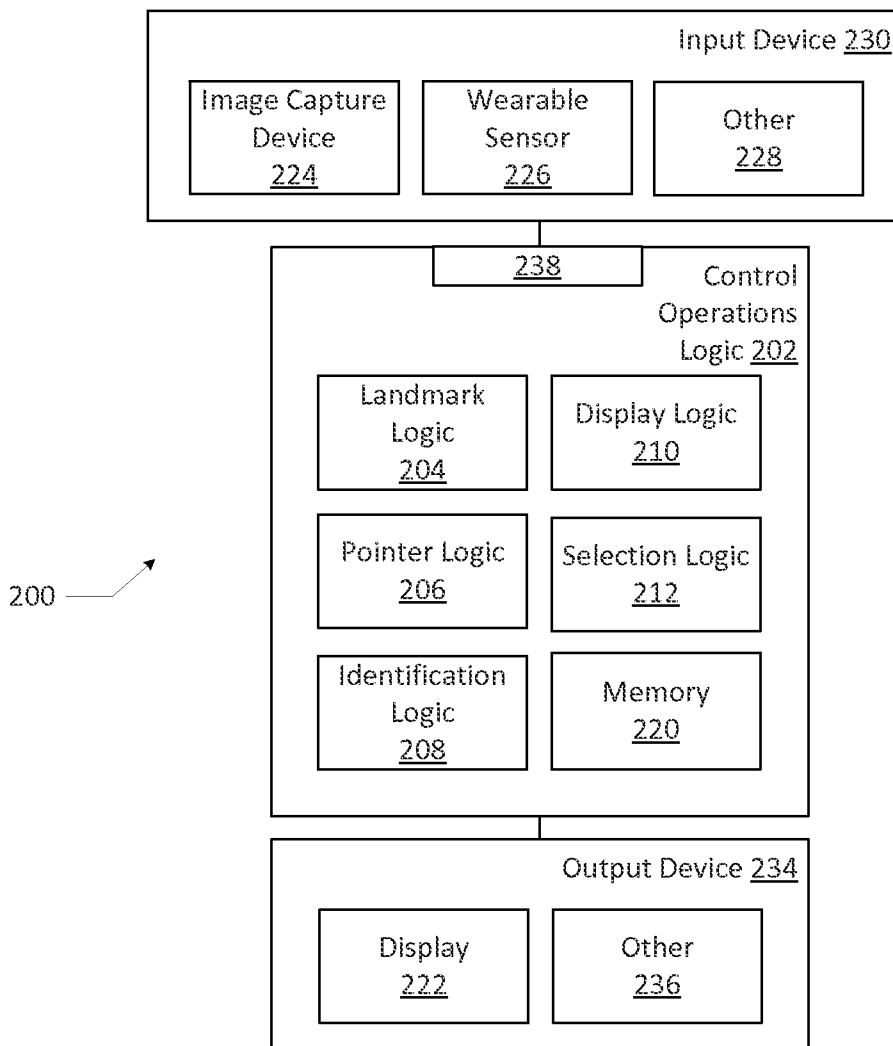 Input Device 230
Image Capture
Device
224
Wearable
Sensor
226
Other
228
238
Control
Operations
Logic 202
Landmark
Logic
204
Display Logic
210
Pointer Logic
206
Selection Logic
212
200
Identification
Logic
208
Memory
220
Output Device 234
Display
222
Other
236